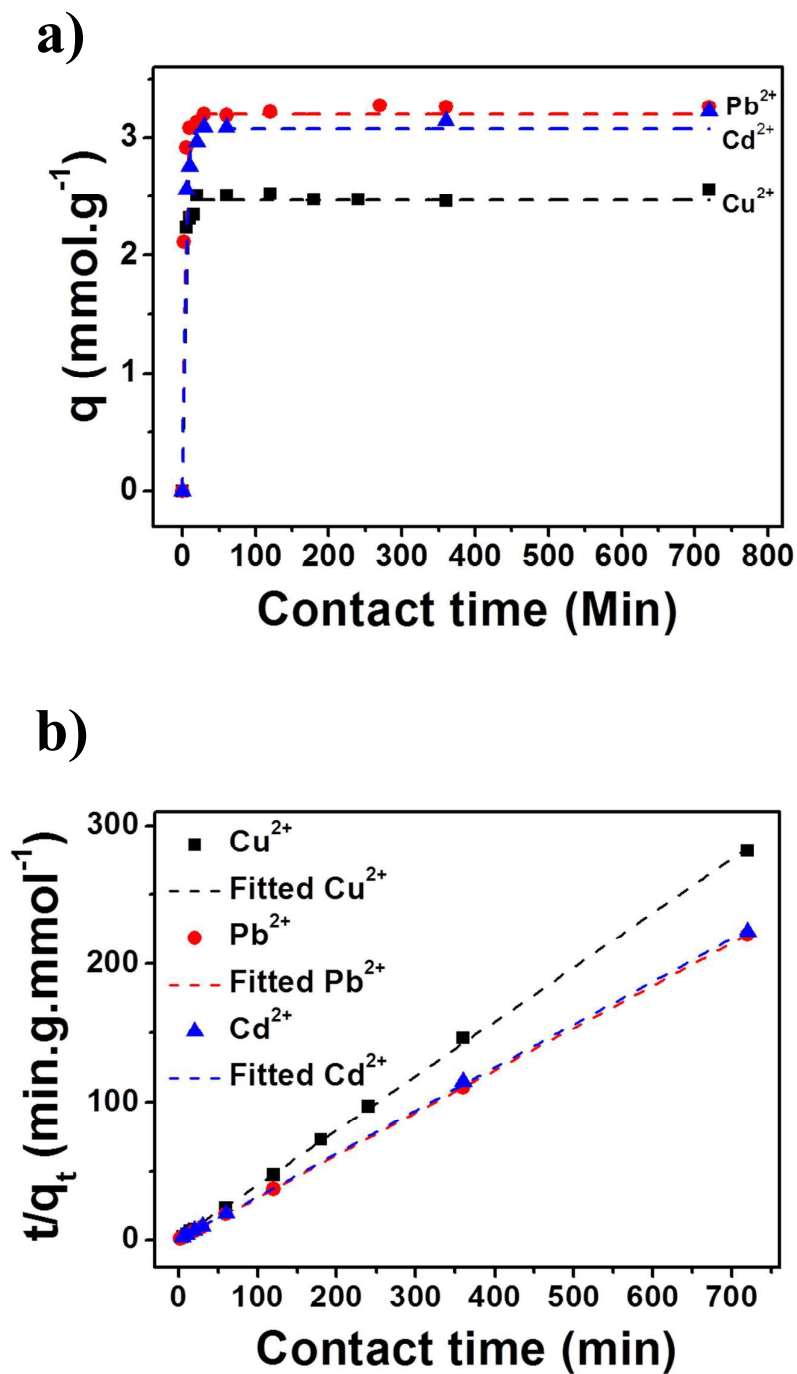 a)
3
2
1
0
q (mmol.g⁻¹)
Pb²⁺
Cd²⁺
Cu²⁺
0 100 200 300 400 500 600 700 800
Contact time (Min)
b)
300
200
100
0
t/qₜ (min.g.mmol⁻¹)
Cu²⁺
Fitted Cu²⁺
Pb²⁺
Fitted Pb²⁺
Cd²⁺
Fitted Cd²⁺
0 100 200 300 400 500 600 700
Contact time (min)